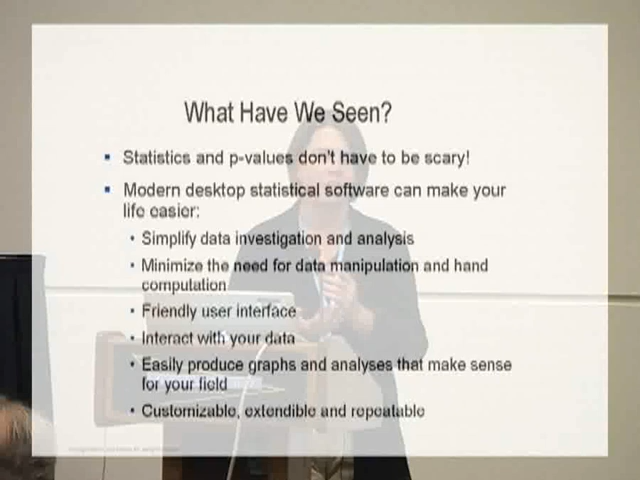 What Have We Seen?
Statistics and p-values don't have to be scary!
Modern desktop statistical software can make your
life easier:
Simplify data investigation and analysis
Minimize the need for data manipulation and hand
computation
Friendly user interface
Interact with your data
Easily produce graphs and analyses that make sense
for your field
Customizable, extendible and repeatable